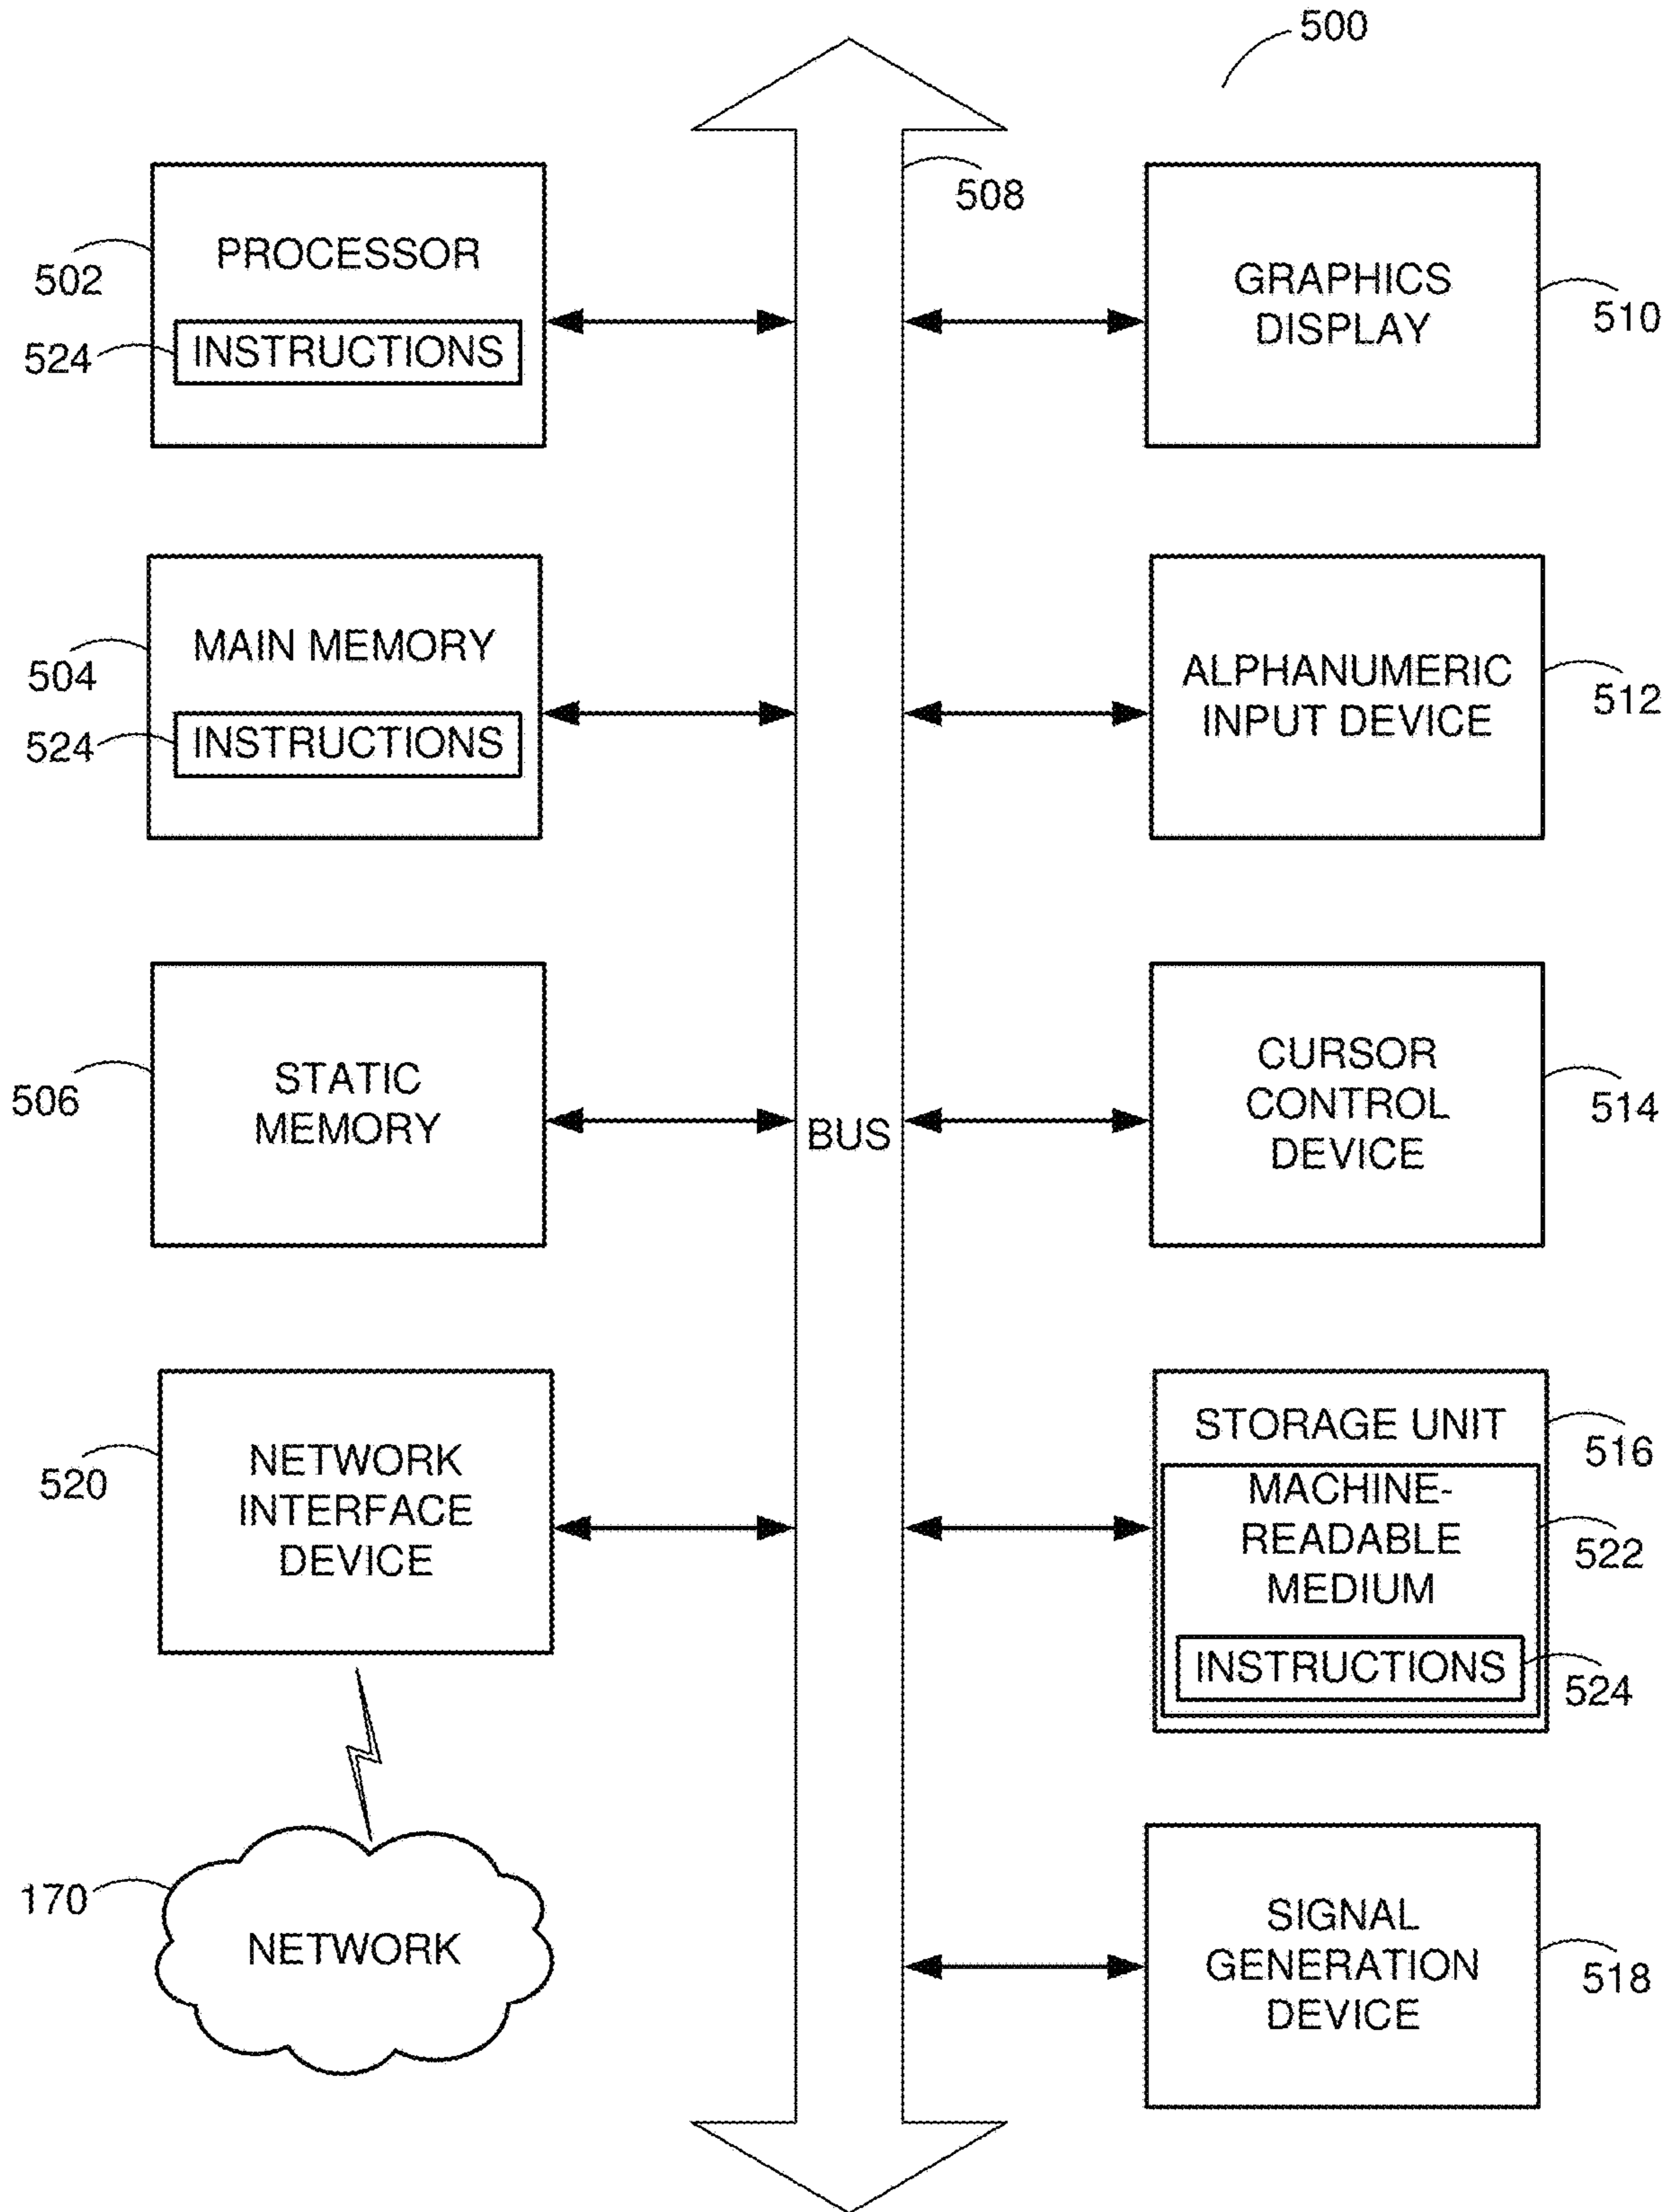 500
508
PROCESSOR
502
INSTRUCTIONS
524
GRAPHICS
DISPLAY
510
MAIN MEMORY
504
INSTRUCTIONS
524
ALPHANUMERIC
INPUT DEVICE
512
STATIC
MEMORY
506
BUS
CURSOR
CONTROL
DEVICE
514
NETWORK
INTERFACE
DEVICE
520
STORAGE UNIT
516
MACHINE-
READABLE
MEDIUM
522
INSTRUCTIONS
524
170
NETWORK
SIGNAL
GENERATION
DEVICE
518